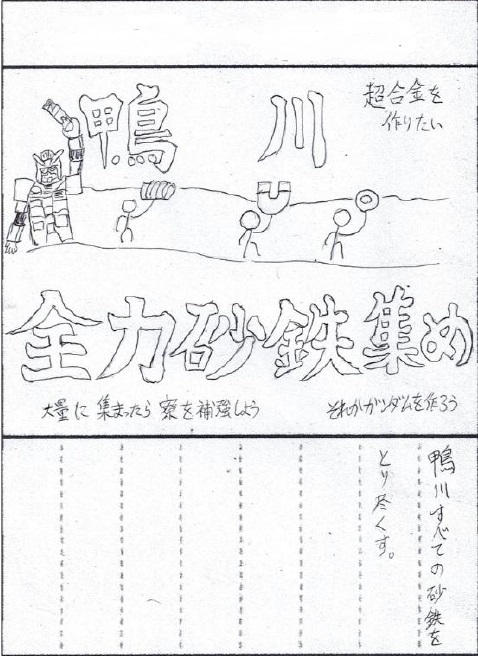 鴨川
超合金を
作りたい
全力砂鉄集め
大量に集まったら寮を補強しよう
それかガンダムを作ろう
鴨川すべての砂鉄を
とり尽くす。